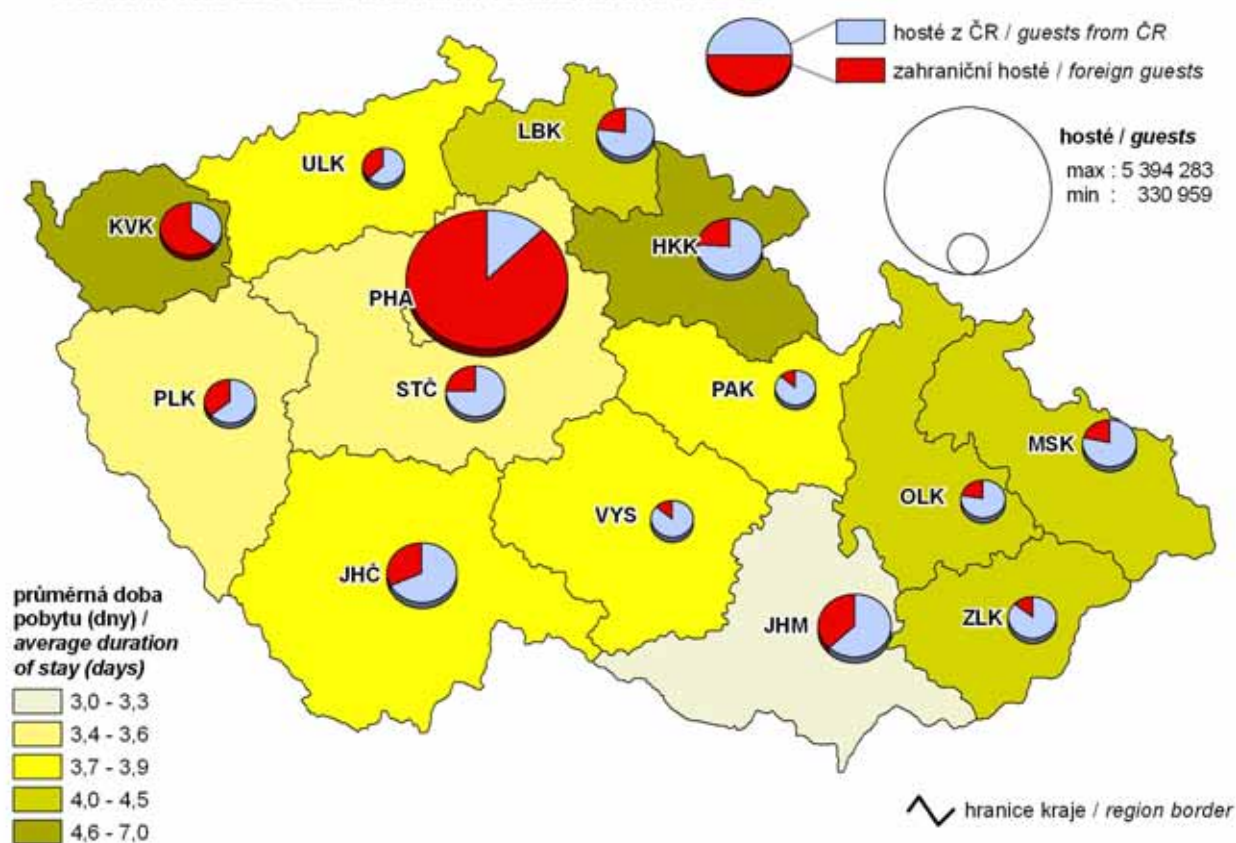 hosté z ČR / guests from ČR
zahraniční hosté / foreign guests
hosté / guests
max : 5 394 283
min : 330 959
LBK
ULK
KVK
HKK
PHA
PLK
STČ
PAK
MSK
OLK
VYS
JHČ
JHM
ZLK
průměrná doba
pobytu (dny) /
average duration
of stay (days)
3,0 - 3,3
3,4 - 3,6
3,7 - 3,9
4,0 - 4,5
4,6 - 7,0
hranice kraje / region border